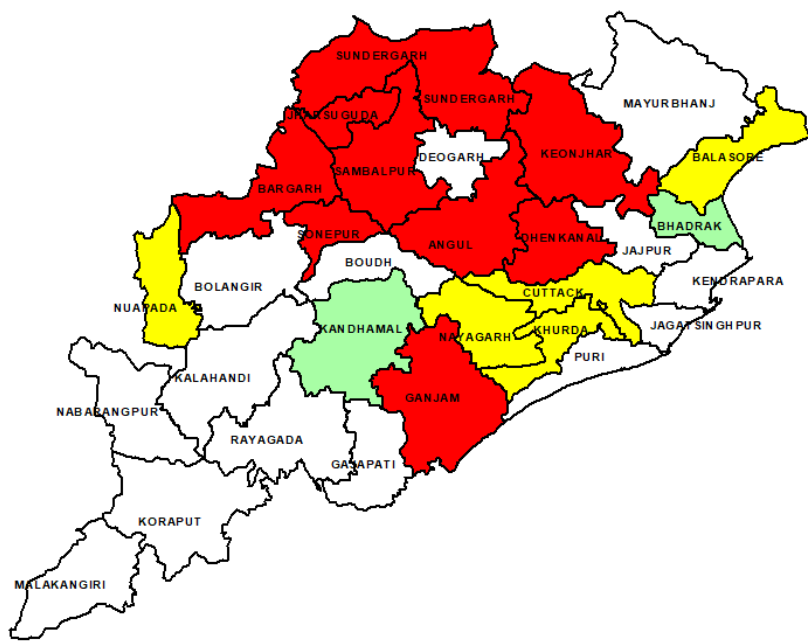 SUNDERGARH
SUNDERGARH
MAYURBHANJ
JHARSUGUDA
DEOGARH
KEONJHAR
BALASORE
SAMBALPUR
BARGARH
BHADRAK
SONEPUR
ANGUL
DHENKANAL
JAJPUR
BOUDH
KENDRAPARA
BOLANGIR
CUTTACK
NUAPADA
KANDHAMAL
NAYAGARH
KHURDA
JAGATSINGHPUR
PURI
KALAHANDI
GANJAM
NABARANGPUR
RAYAGADA
GAJAPATI
KORAPUT
MALAKANGIRI